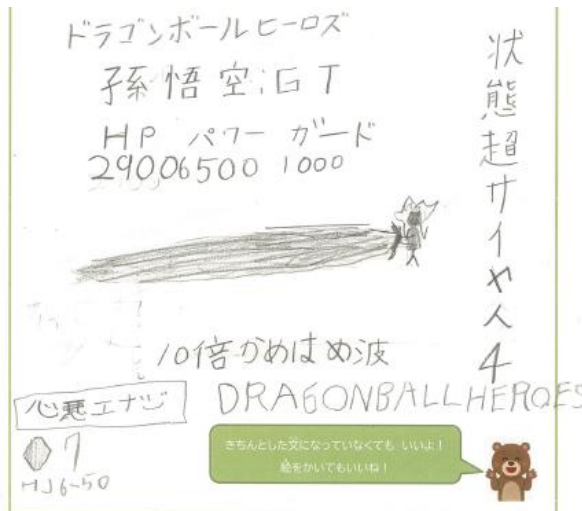 ドラゴンボールヒーロズ
孫悟空:GT
HP パワー ガード
2900 6500 1000
状態超サイヤ人4
10倍かめはめ波
DRAGONBALLHEROES
必要エナジ
7
HJ6-50
きちんとした文になっていなくても いいよ!
絵をかいてもいいね!